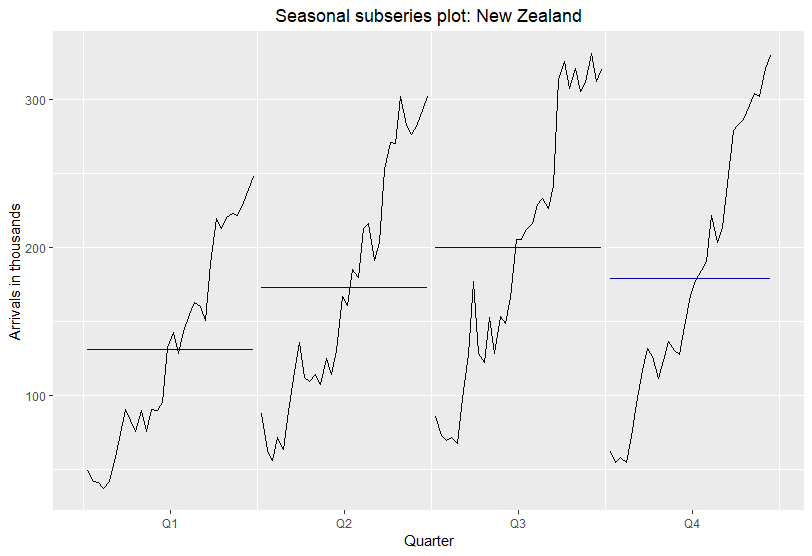 Seasonal subseries plot: New Zealand
Arrivals in thousands
300
200
100
Q1 Q2 Q3 Q4
Quarter